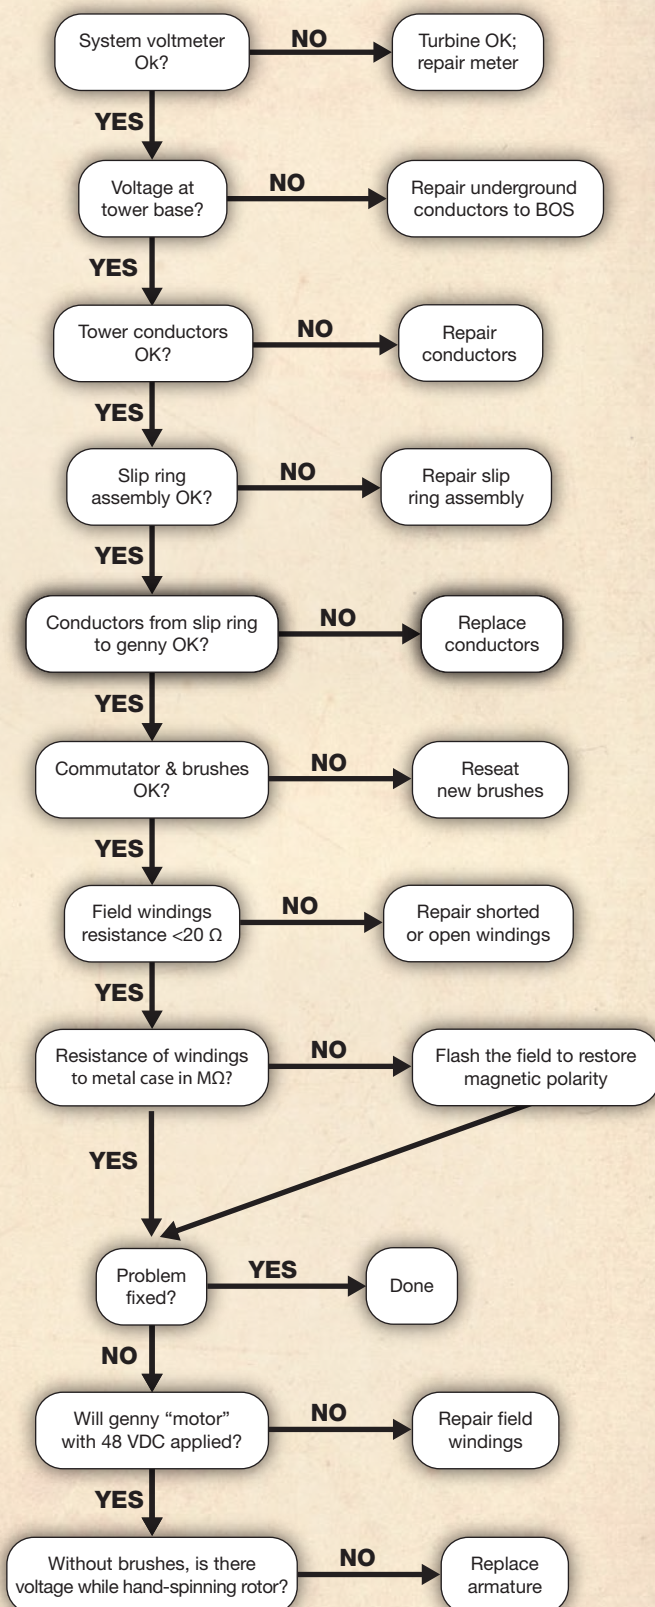 System voltmeter
Ok?
NO
Turbine OK;
repair meter
YES
Voltage at
tower base?
NO
Repair underground
conductors to BOS
YES
Tower conductors
OK?
NO
Repair
conductors
YES
Slip ring
assembly OK?
NO
Repair slip
ring assembly
YES
Conductors from slip ring
to genny OK?
NO
Replace
conductors
YES
Commutator & brushes
OK?
NO
Reseat
new brushes
YES
Field windings
resistance <20 Ω
NO
Repair shorted
or open windings
YES
Resistance of windings
to metal case in MΩ?
NO
Flash the field to restore
magnetic polarity
YES
Problem
fixed?
YES
Done
NO
Will genny “motor”
with 48 VDC applied?
NO
Repair field
windings
YES
Without brushes, is there
voltage while hand-spinning rotor?
NO
Replace
armature